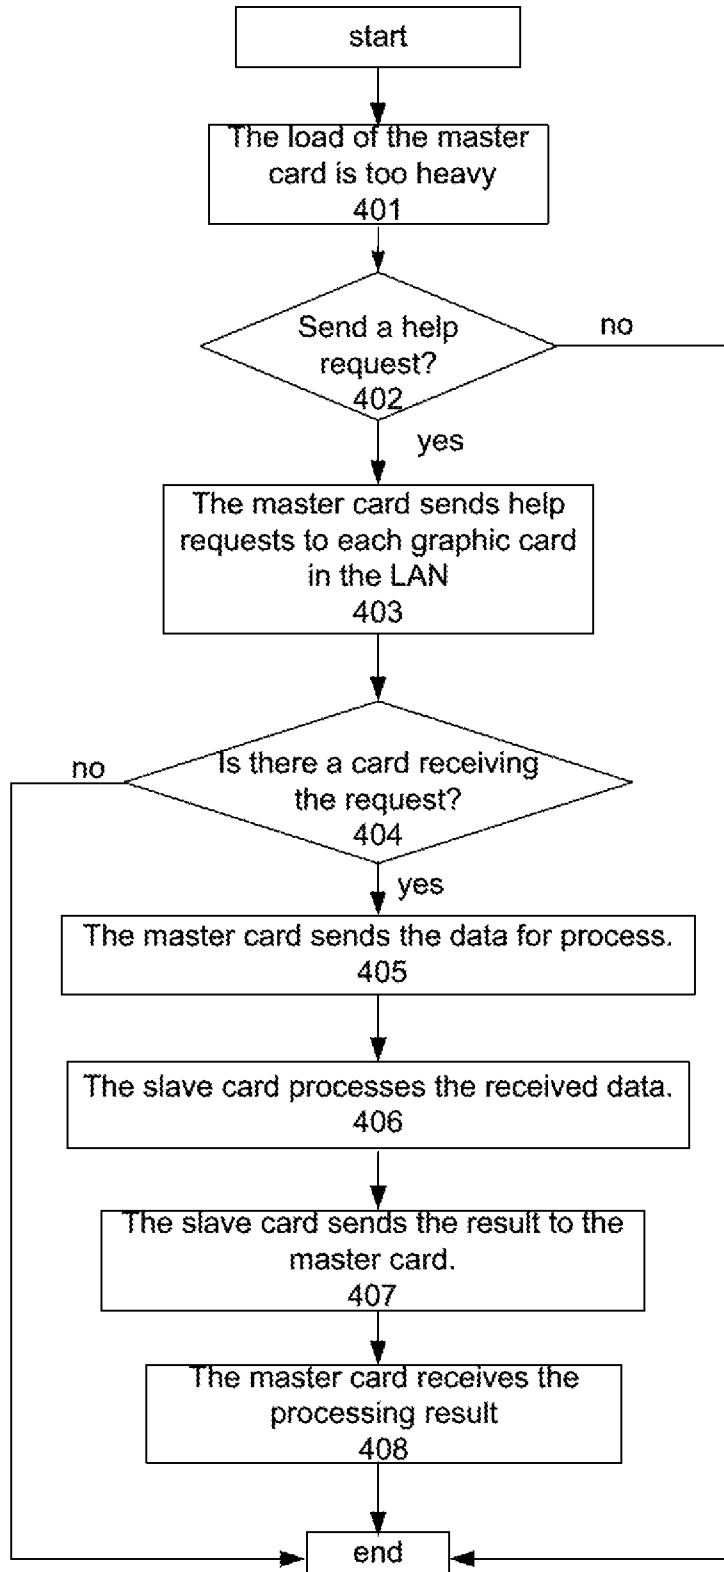 start
The load of the master
card is too heavy
401
Send a help
request?
402
no
yes
The master card sends help
requests to each graphic card
in the LAN
403
no
Is there a card receiving
the request?
404
yes
The master card sends the data for process.
405
The slave card processes the received data.
406
The slave card sends the result to the
master card.
407
The master card receives the
processing result
408
end